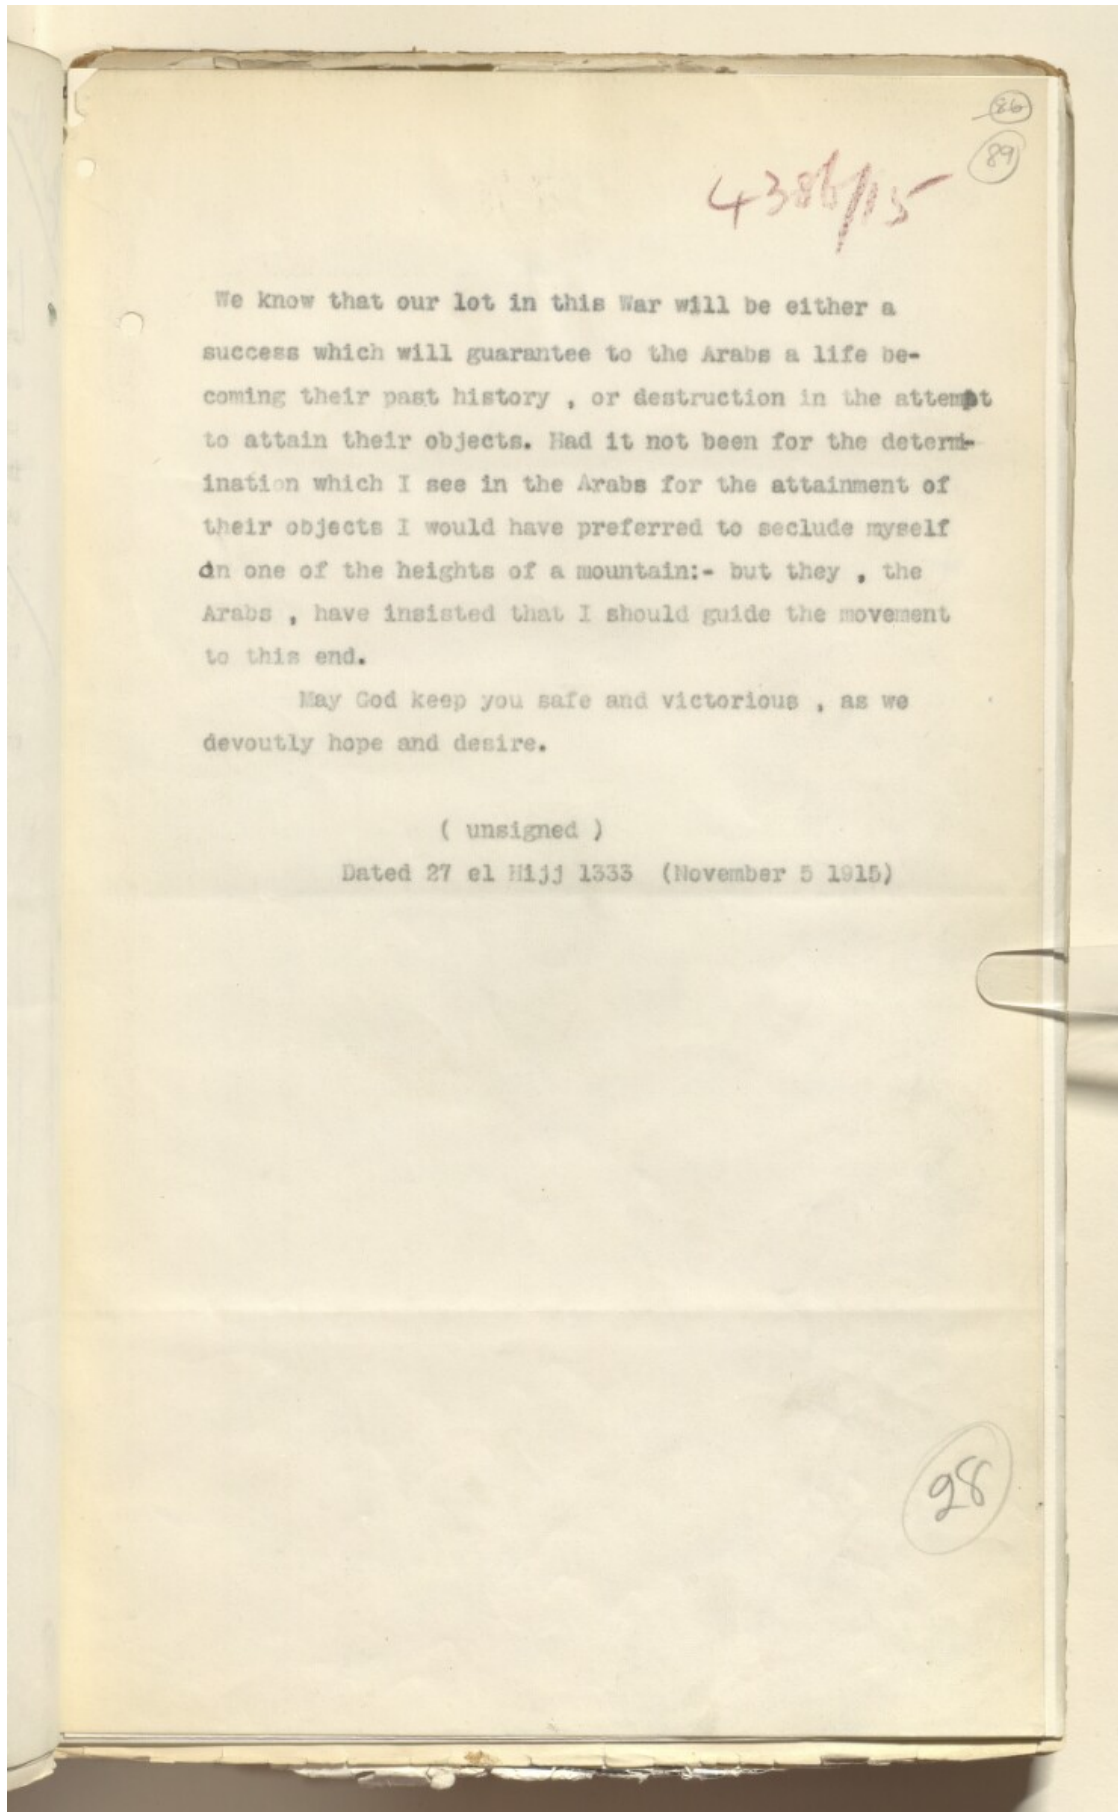 86
89
4386/15
We know that our lot in this War will be either a
success which will guarantee to the Arabs a life be-
coming their past history , or destruction in the attempt
to attain their objects. Had it not been for the determi-
ination which I see in the Arabs for the attainment of
their objects I would have preferred to seclude myself
on one of the heights of a mountain:- but they , the
Arabs , have insisted that I should guide the movement
to this end.
May God keep you safe and victorious , as we
devoutly hope and desire.
( unsigned )
Dated 27 el Hijj 1333 (November 5 1915)
98